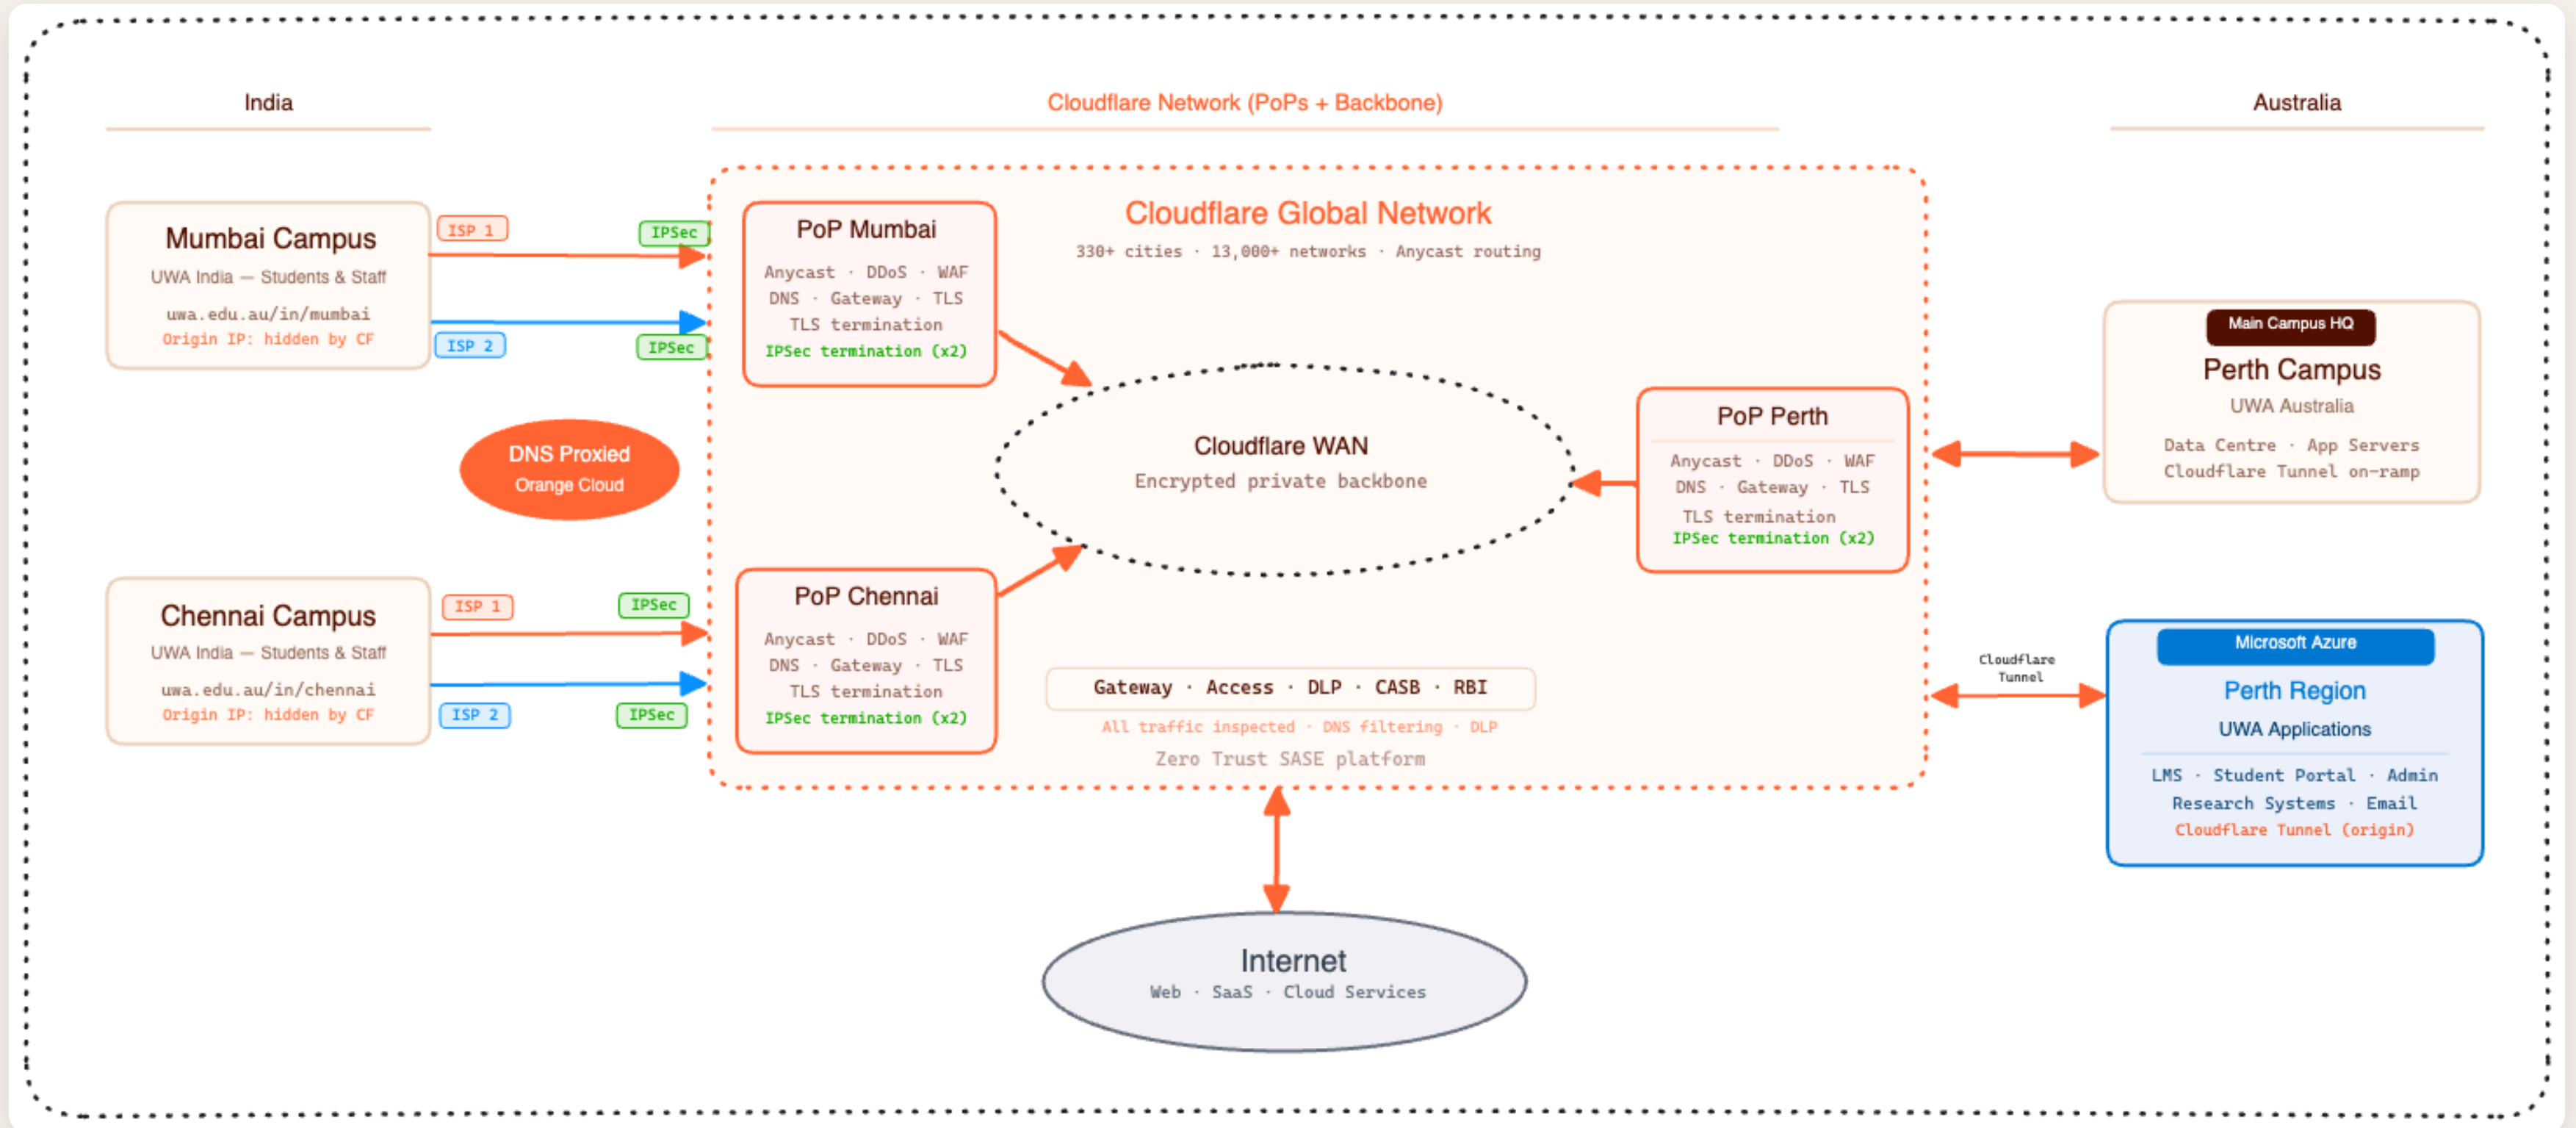 India
Cloudflare Network (PoPs + Backbone)
Australia
Mumbai Campus
UWA India — Students & Staff
uwa.edu.au/in/mumbai
Origin IP: hidden by CF
ISP 1
IPSec
ISP 2
IPSec
PoP Mumbai
Anycast · DDoS · WAF
DNS · Gateway · TLS
TLS termination
IPSec termination (x2)
Cloudflare Global Network
330+ cities · 13,000+ networks · Anycast routing
DNS Proxied
Orange Cloud
Cloudflare WAN
Encrypted private backbone
PoP Perth
Anycast · DDoS · WAF
DNS · Gateway · TLS
TLS termination
IPSec termination (x2)
Main Campus HQ
Perth Campus
UWA Australia
Data Centre · App Servers
Cloudflare Tunnel on-ramp
Chennai Campus
UWA India — Students & Staff
uwa.edu.au/in/chennai
Origin IP: hidden by CF
ISP 1
IPSec
ISP 2
IPSec
PoP Chennai
Anycast · DDoS · WAF
DNS · Gateway · TLS
TLS termination
IPSec termination (x2)
Gateway · Access · DLP · CASB · RBI
All traffic inspected · DNS filtering · DLP
Zero Trust SASE platform
Cloudflare
Tunnel
Microsoft Azure
Perth Region
UWA Applications
LMS · Student Portal · Admin
Research Systems · Email
Cloudflare Tunnel (origin)
Internet
Web · SaaS · Cloud Services